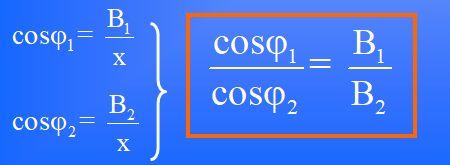 cosφ₁ = B₁/x
cosφ₂ = B₂/x
cosφ₁/cosφ₂ = B₁/B₂